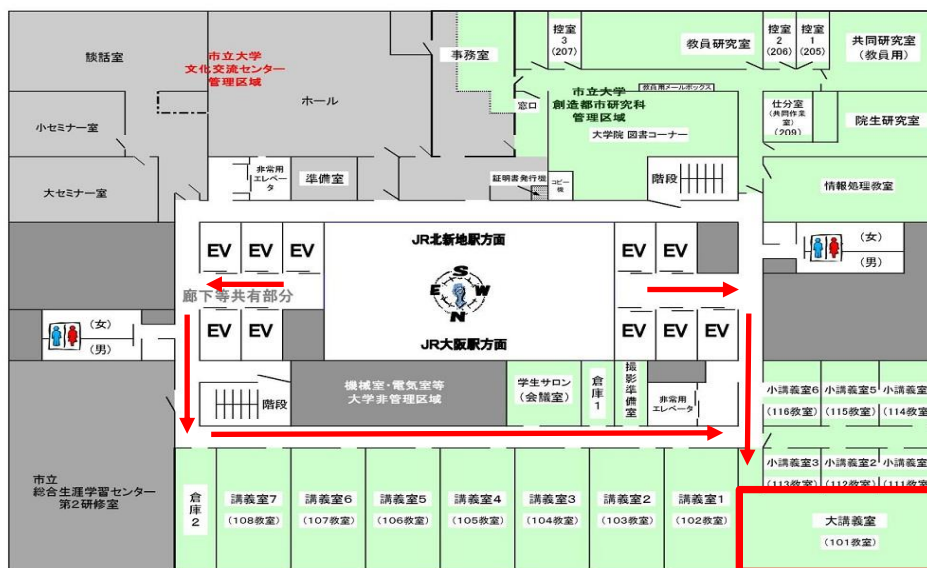 談話室
市立大学
文化交流センター
管理区域
ホール
事務室
控室
3
(207)
教員研究室
控室
2
(206)
控室
1
(205)
共同研究室
(教員用)
小セミナー室
窓口
市立大学
創造都市研究科
管理区域
教員用メールボックス
大学院 図書コーナー
仕分室
(共同作業
室)
(209)
院生研究室
大セミナー室
非常用
エレベー
タ
準備室
証明書発行機
コピー
機
階段
情報処理教室
EV
EV
EV
JR北新地駅方面
EV
EV
(女)
(男)
廊下等共有部分
S
E
W
N
(女)
(男)
EV
EV
JR大阪駅方面
EV
EV
EV
階段
機械室・電気室等
大学非管理区域
学生サロン
(会議室)
倉庫1
撮影準備室
非常用
エレベータ
小講義室6
(116教室)
小講義室5
(115教室)
小講義室
(114教室)
市立
総合生涯学習センター
第2研修室
倉庫2
講義室7
(108教室)
講義室6
(107教室)
講義室5
(106教室)
講義室4
(105教室)
講義室3
(104教室)
講義室2
(103教室)
講義室1
(102教室)
小講義室3
(113教室)
小講義室2
(112教室)
小講義室
(111教室)
大講義室
(101教室)